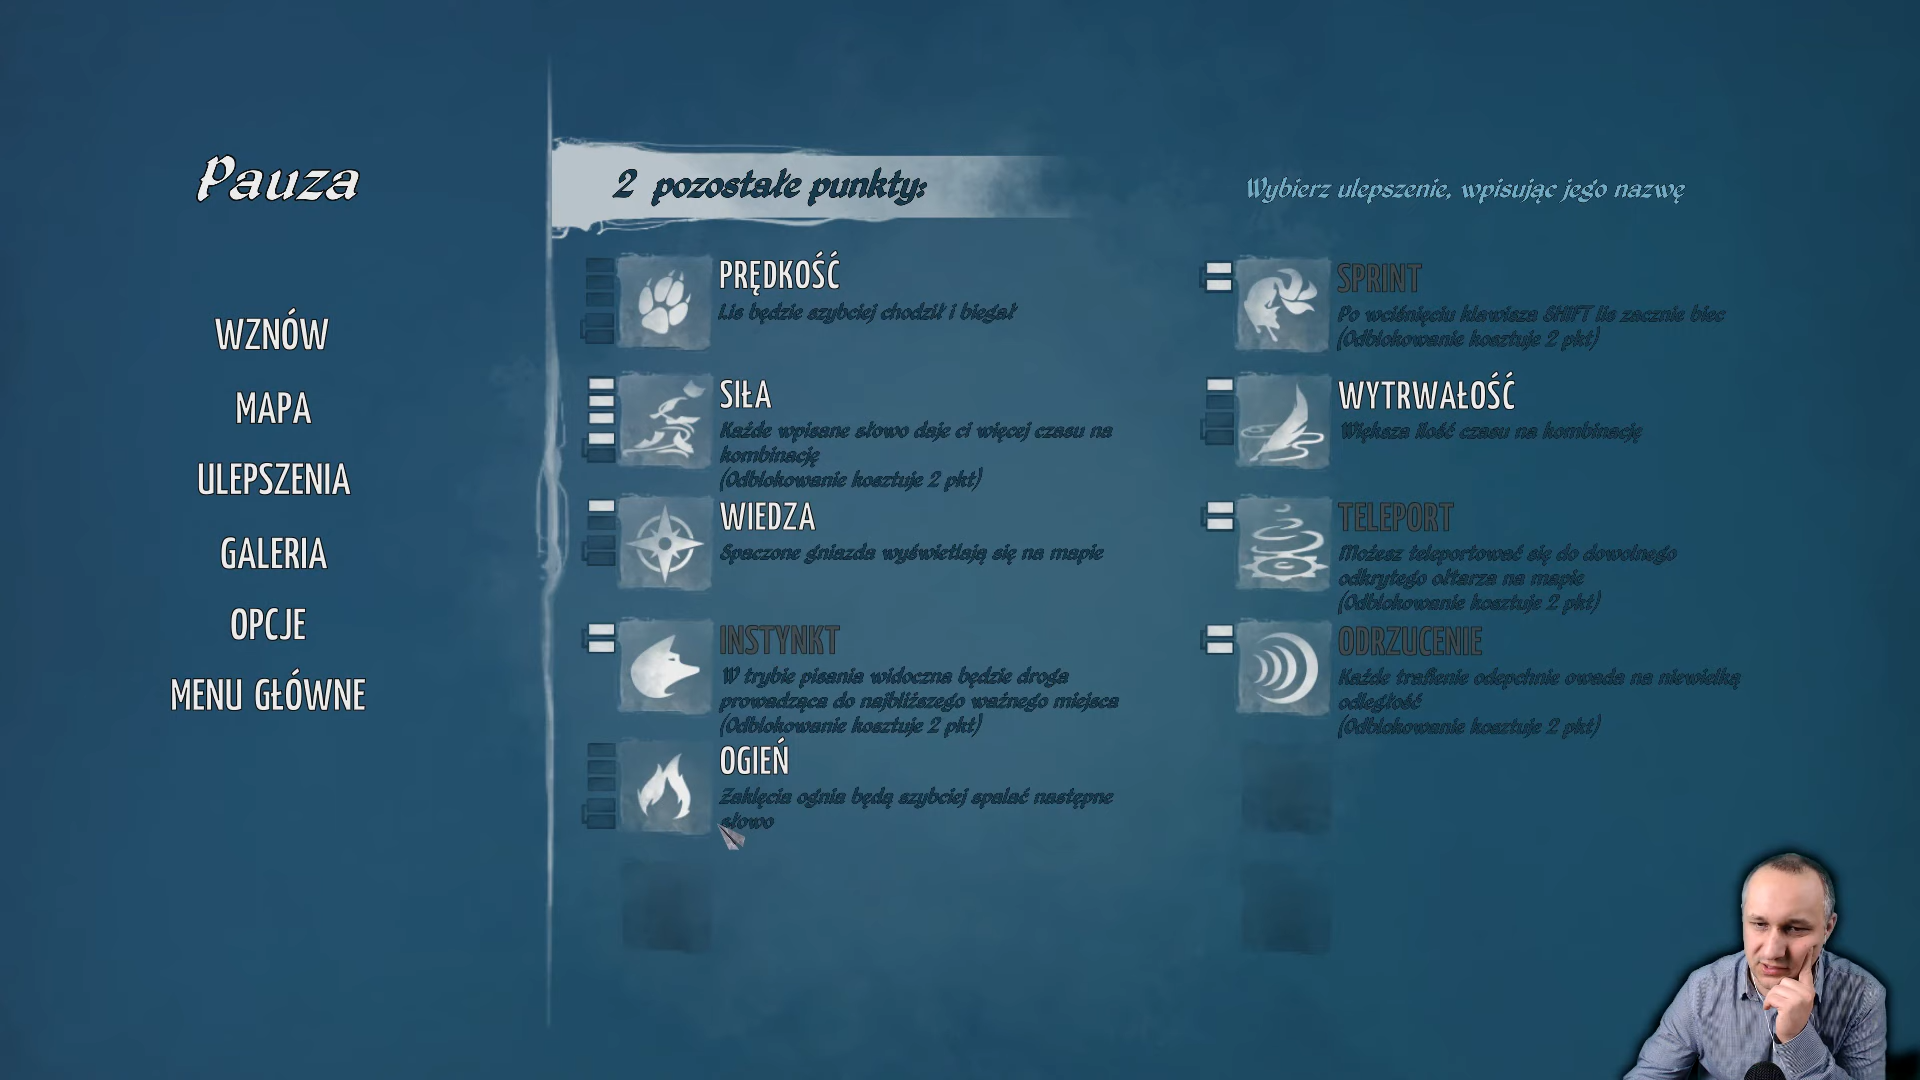 Pauza
WZNÓW
MAPA
ULEPSZENIA
GALERIA
OPCJE
MENU GŁÓWNE
2 pozostałe punkty:
Wybierz ulepszenie, wpisując jego nazwę
PRĘDKOŚĆ
Lis będzie szybciej chodził i biegał
SPRINT
Po wciśnięciu klawisza SHIFT lis zacznie biec
(Odblokowanie kosztuje 2 pkt)
SIŁA
Każde wpisane słowo daje ci więcej czasu na
kombinację
(Odblokowanie kosztuje 2 pkt)
WYTRWAŁOŚĆ
Większa ilość czasu na kombinację
WIEDZA
Spaczone gniazda wyświetlają się na mapie
TELEPORT
Możesz teleportować się do dowolnego
odkrytego ołtarza na mapie
(Odblokowanie kosztuje 2 pkt)
INSTYNKT
W trybie pisania widoczna będzie droga
prowadząca do najbliższego ważnego miejsca
(Odblokowanie kosztuje 2 pkt)
ODRZUCENIE
Każde trafienie odepchnie owada na niewielką
odległość
(Odblokowanie kosztuje 2 pkt)
OGIEŃ
Zaklęcia ognia będą szybciej spalać następne
słowo